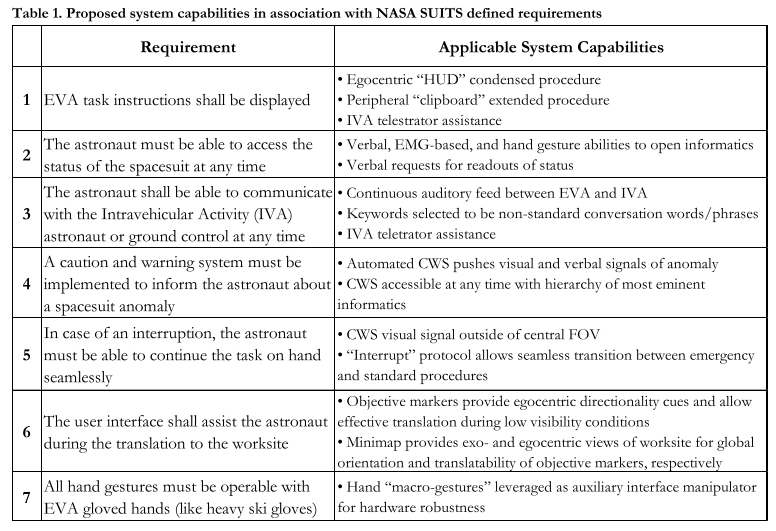 Table 1. Proposed system capabilities in association with NASA SUITS defined requirements
Requirement
Applicable System Capabilities
1
EVA task instructions shall be displayed
• Egocentric “HUD” condensed procedure
• Peripheral “clipboard” extended procedure
• IVA telestrator assistance
2
The astronaut must be able to access the
status of the spacesuit at any time
• Verbal, EMG-based, and hand gesture abilities to open informatics
• Verbal requests for readouts of status
3
The astronaut shall be able to communicate
with the Intravehicular Activity (IVA)
astronaut or ground control at any time
• Continuous auditory feed between EVA and IVA
• Keywords selected to be non-standard conversation words/phrases
• IVA teletrator assistance
4
A caution and warning system must be
implemented to inform the astronaut about
a spacesuit anomaly
• Automated CWS pushes visual and verbal signals of anomaly
• CWS accessible at any time with hierarchy of most eminent
informatics
5
In case of an interruption, the astronaut
must be able to continue the task on hand
seamlessly
• CWS visual signal outside of central FOV
• “Interrupt” protocol allows seamless transition between emergency
and standard procedures
6
The user interface shall assist the astronaut
during the translation to the worksite
• Objective markers provide egocentric directionality cues and allow
effective translation during low visibility conditions
• Minimap provides exo- and egocentric views of worksite for global
orientation and translatability of objective markers, respectively
7
All hand gestures must be operable with
EVA gloved hands (like heavy ski gloves)
• Hand “macro-gestures” leveraged as auxiliary interface manipulator
for hardware robustness